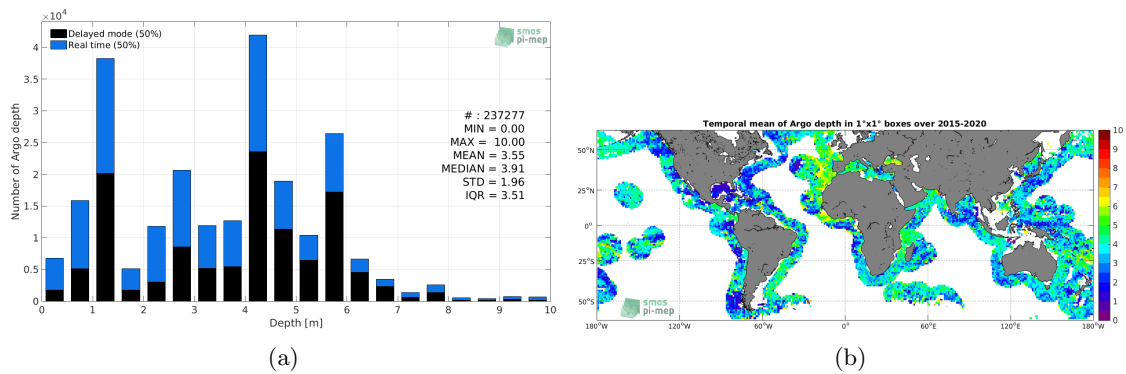 ×10⁴
Delayed mode (50%)
Real time (50%)
smos
pi-mep
4
3.5
3
2.5
2
1.5
1
0.5
0
Number of Argo depth
# : 237277
MIN = 0.00
MAX = 10.00
MEAN = 3.55
MEDIAN = 3.91
STD = 1.96
IQR = 3.51
0 1 2 3 4 5 6 7 8 9 10
Depth [m]
(a)
Temporal mean of Argo depth in 1°x1° boxes over 2015-2020
50°N
25°N
0°
25°S
50°S
smos
pi-mep
180°W 120°W 60°W 0° 60°E 120°E 180°W
10
9
8
7
6
5
4
3
2
1
0
(b)